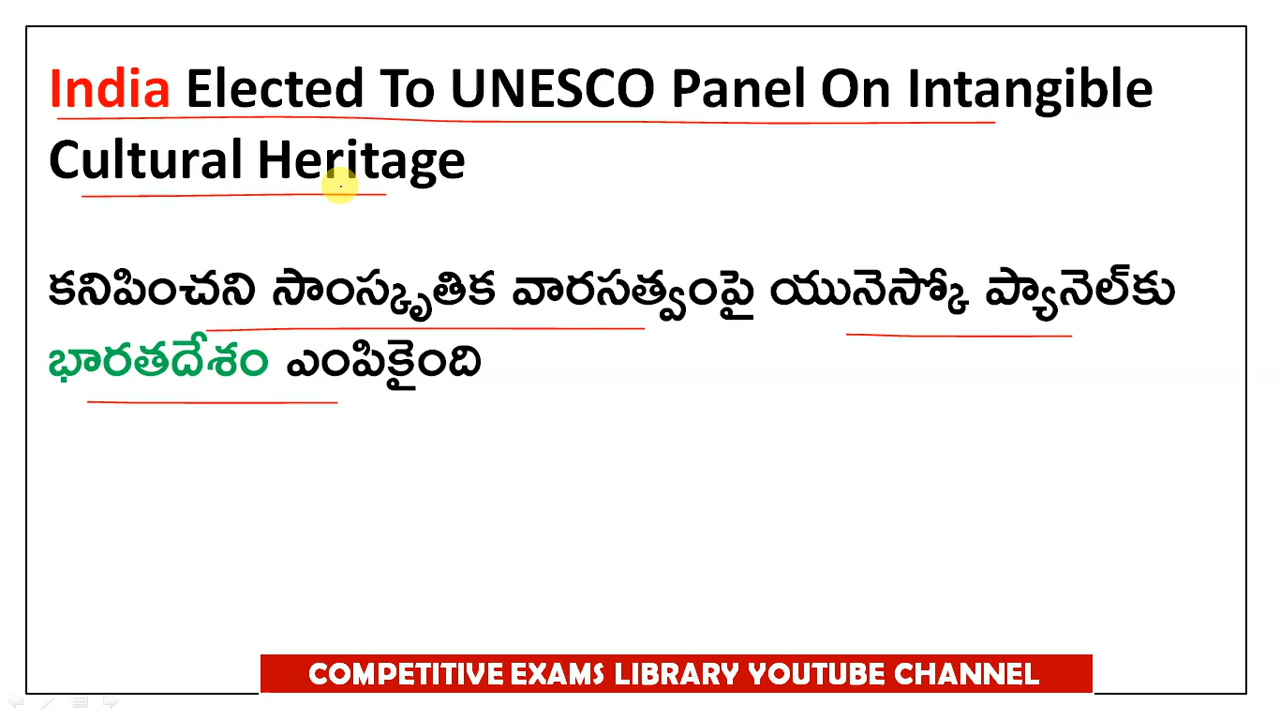 India Elected To UNESCO Panel On Intangible
Cultural Heritage
కనిపించని సాంస్కృతిక వారసత్వంపై యునెస్కో ప్యానెల్‌కు
భారతదేశం ఎంపికైంది
COMPETITIVE EXAMS LIBRARY YOUTUBE CHANNEL